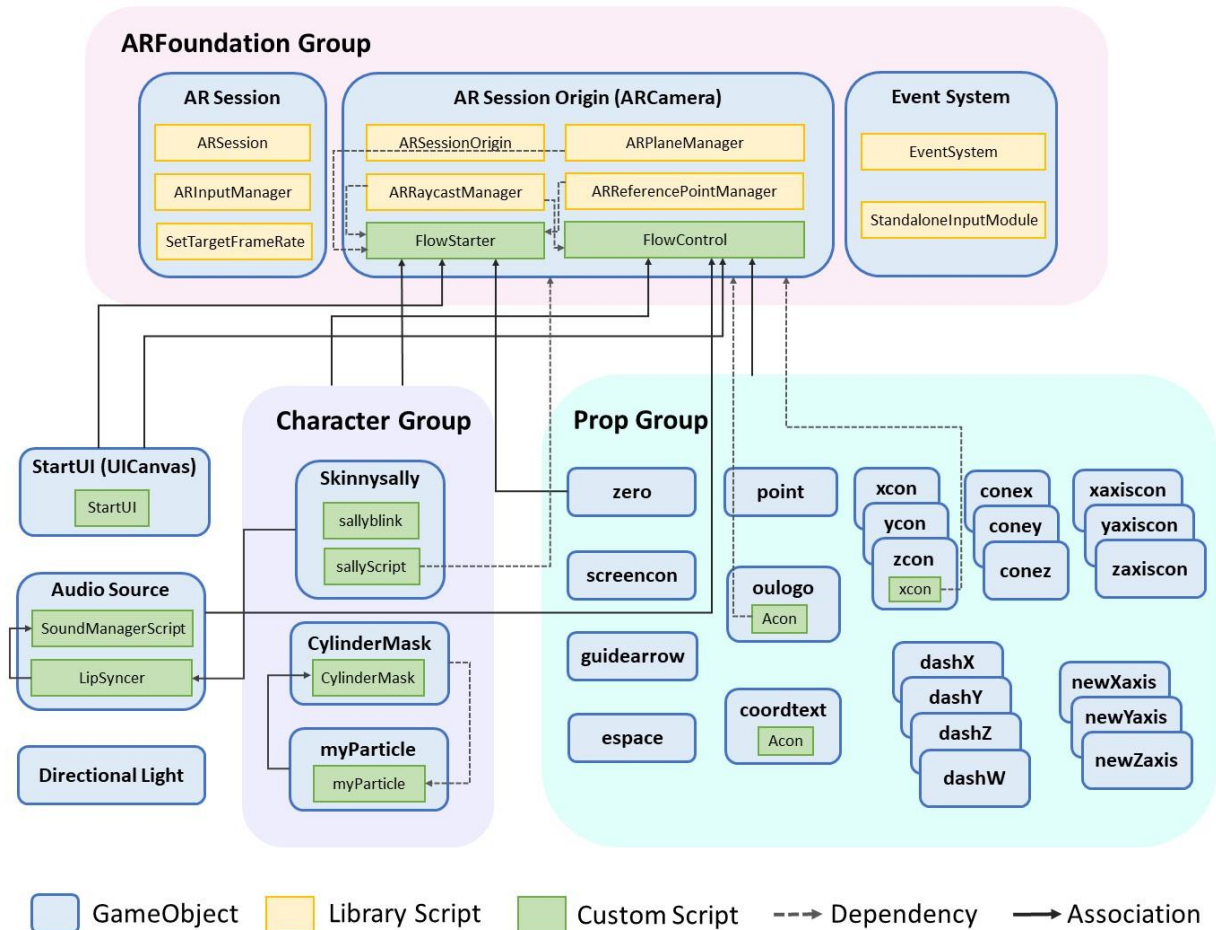 ARFoundation Group
AR Session
ARSession
ARInputManager
SetTargetFrameRate
AR Session Origin (ARCamera)
ARSessionOrigin
ARPlaneManager
ARRaycastManager
ARReferencePointManager
FlowStarter
FlowControl
Event System
EventSystem
StandaloneInputModule
StartUI (UICanvas)
StartUI
Audio Source
SoundManagerScript
LipSyncer
Directional Light
Character Group
Skinnysally
sallyblink
sallyScript
CylinderMask
CylinderMask
myParticle
myParticle
Prop Group
zero
screencon
guidearrow
espace
point
oulogo
Acon
coordtext
Acon
xcon
ycon
zcon
xcon
conex
coney
conez
xaxiscon
yaxiscon
zaxiscon
dashX
dashY
dashZ
dashW
newXaxis
newYaxis
newZaxis
GameObject
Library Script
Custom Script
Dependency
Association